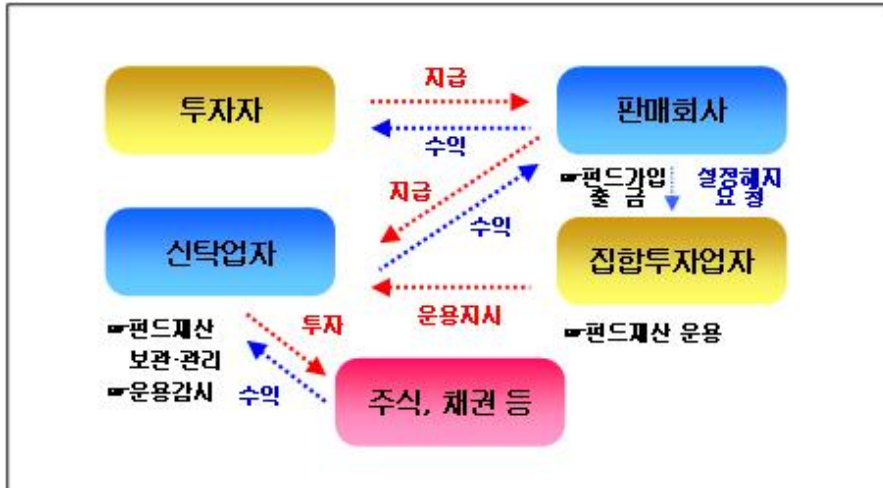 지급
투자자
판매회사
수익
☞펀드가입
출 금
설정해지
요 청
지급
수익
신탁업자
집합투자업자
운용지시
☞펀드재산
보관·관리
☞운용감시
투자
수익
☞펀드재산 운용
주식, 채권 등